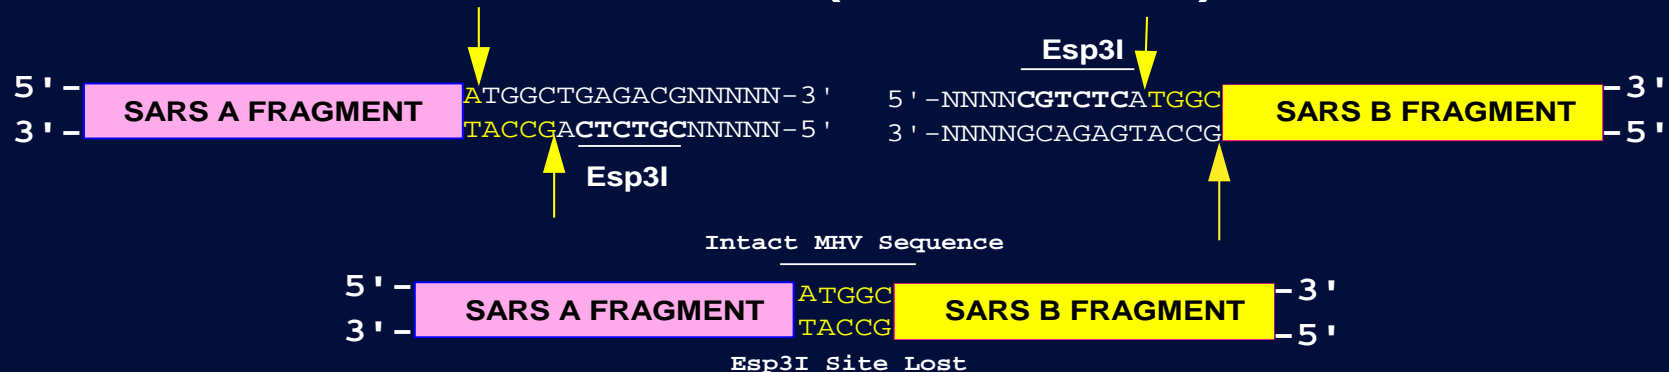 Esp3I
5'- SARS A FRAGMENT ATGGCTGAGACGNNNNN-3'
3'- TACCGACTCTGCNNNNN-5'
Esp3I
5'-NNNNCGTCTCATGGC SARS B FRAGMENT -3'
3'-NNNNGCAGAGTACCG -5'
Intact MHV Sequence
5'- SARS A FRAGMENT ATGGC SARS B FRAGMENT -3'
3'- TACCG -5'
Esp3I Site Lost